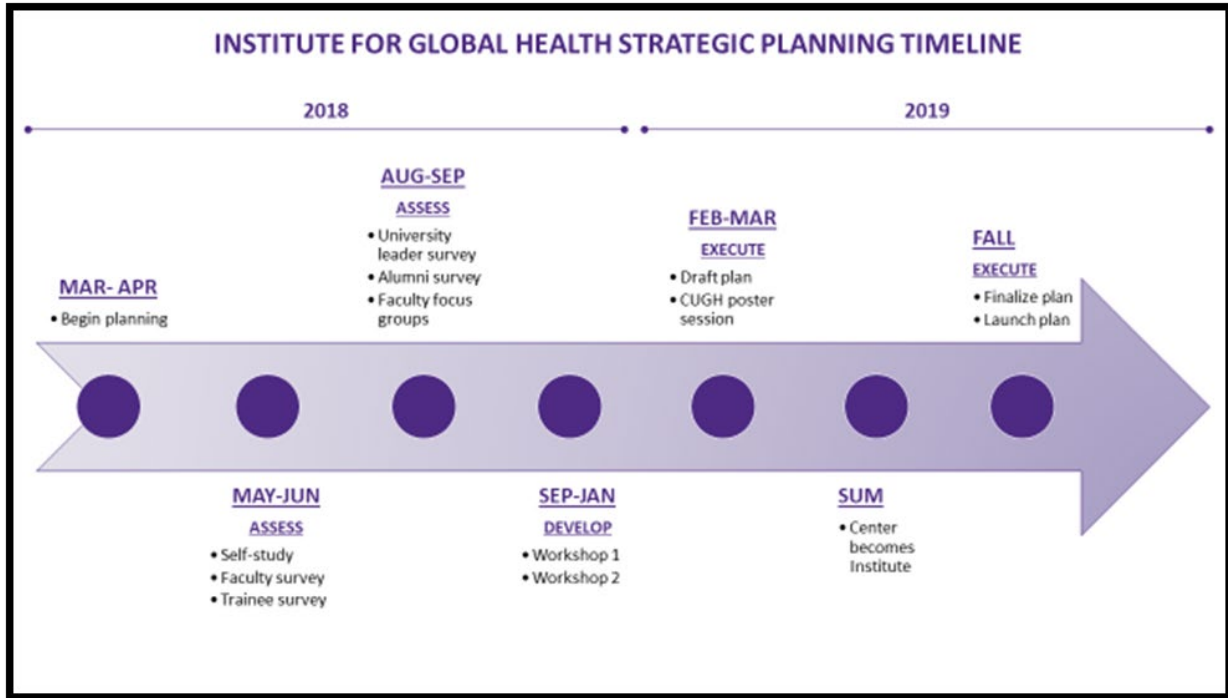 INSTITUTE FOR GLOBAL HEALTH STRATEGIC PLANNING TIMELINE
2018
2019
MAR- APR
• Begin planning
MAY-JUN
ASSESS
• Self-study
• Faculty survey
• Trainee survey
AUG-SEP
ASSESS
• University
leader survey
• Alumni survey
• Faculty focus
groups
SEP-JAN
DEVELOP
• Workshop 1
• Workshop 2
FEB-MAR
EXECUTE
• Draft plan
• CUGH poster
session
SUM
• Center
becomes
Institute
FALL
EXECUTE
• Finalize plan
• Launch plan